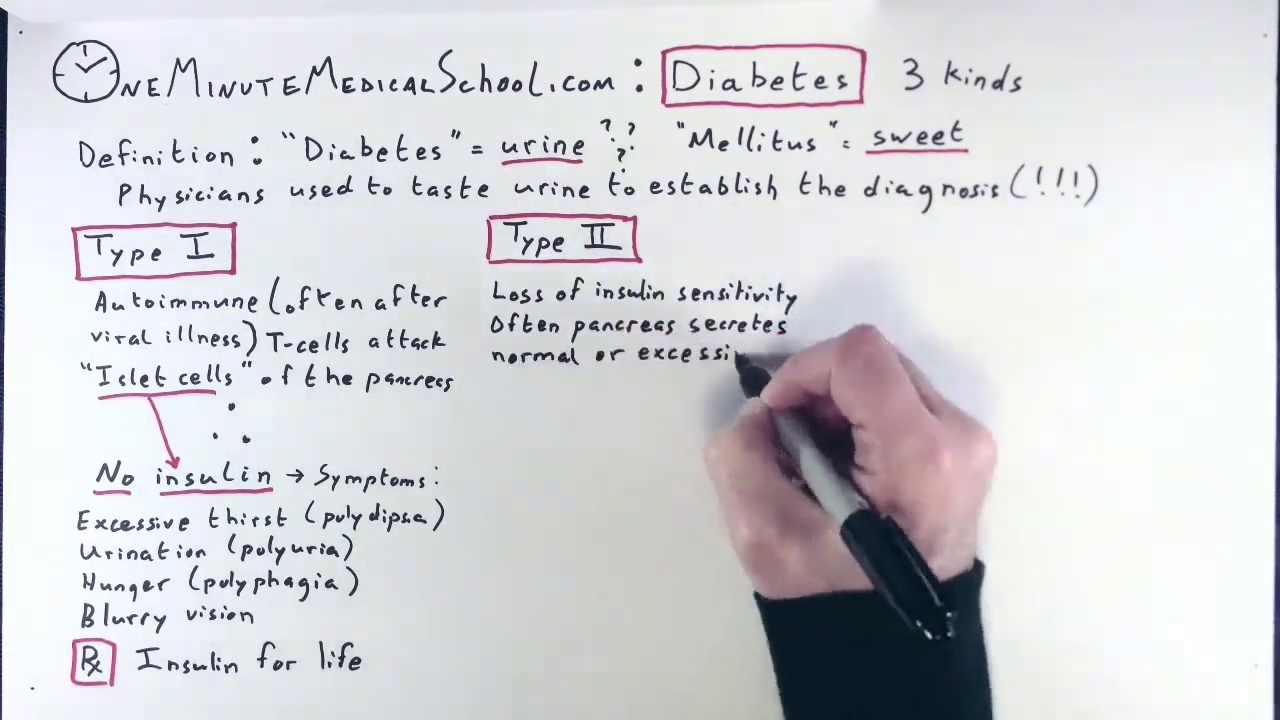 ONEMINUTEMEDICALSCHOOL.COM : Diabetes 3 kinds
Definition : "Diabetes" = urine ??? "Mellitus" = sweet
Physicians used to taste urine to establish the diagnosis (!!!)
Type I
Autoimmune (often after
viral illness) T-cells attack
"Islet cells" of the pancreas
No insulin → Symptoms:
Excessive thirst (polydipsia)
Urination (polyuria)
Hunger (polyphagia)
Blurry vision
Rx Insulin for life
Type II
Loss of insulin sensitivity
Often pancreas secretes
normal or excessi